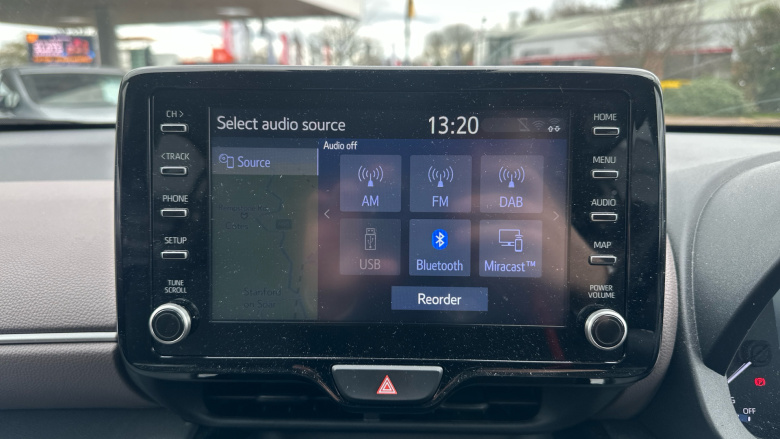 Select audio source 13:20
Source
Audio off
AM FM DAB
USB Bluetooth Miracast™
Reorder
CH >
< TRACK
PHONE
SETUP
TUNE
SCROLL
HOME
MENU
AUDIO
MAP
POWER
VOLUME
OFF